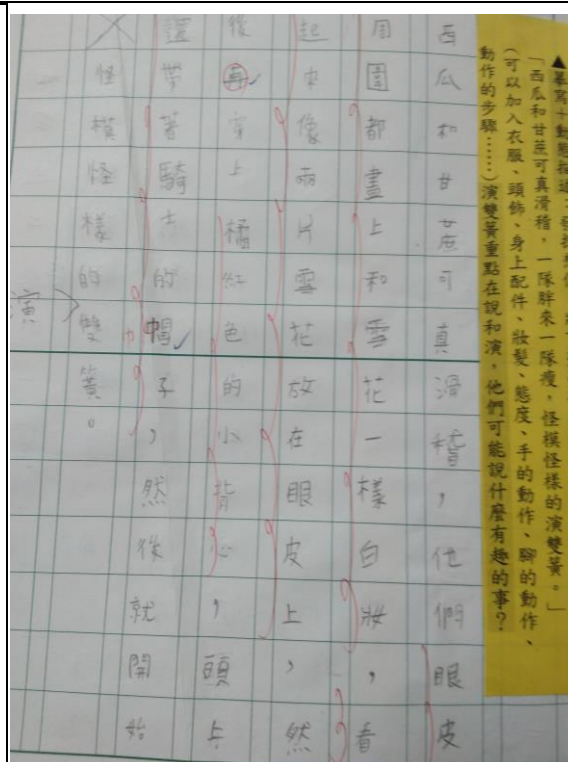 「西瓜和甘蔗可真滑稽,一隊胖來一隊瘦,怪模怪樣的演雙簧。」
(可以加入衣服、頭飾、身上配件、妝髮、態度、手的動作、腳的動作、
動作的步驟……)演雙簧重點在說和演,他們可能說什麼有趣的事?
西瓜和甘蔗可真滑稽,他們眼皮
周圍都畫上和雪花一樣白妝,看
起來像兩片雪花放在眼皮上,然
後再穿上橘紅色的小背心,頭上
還帶著騎士的帽子,然後就開始
怪模怪樣的雙簧。
演